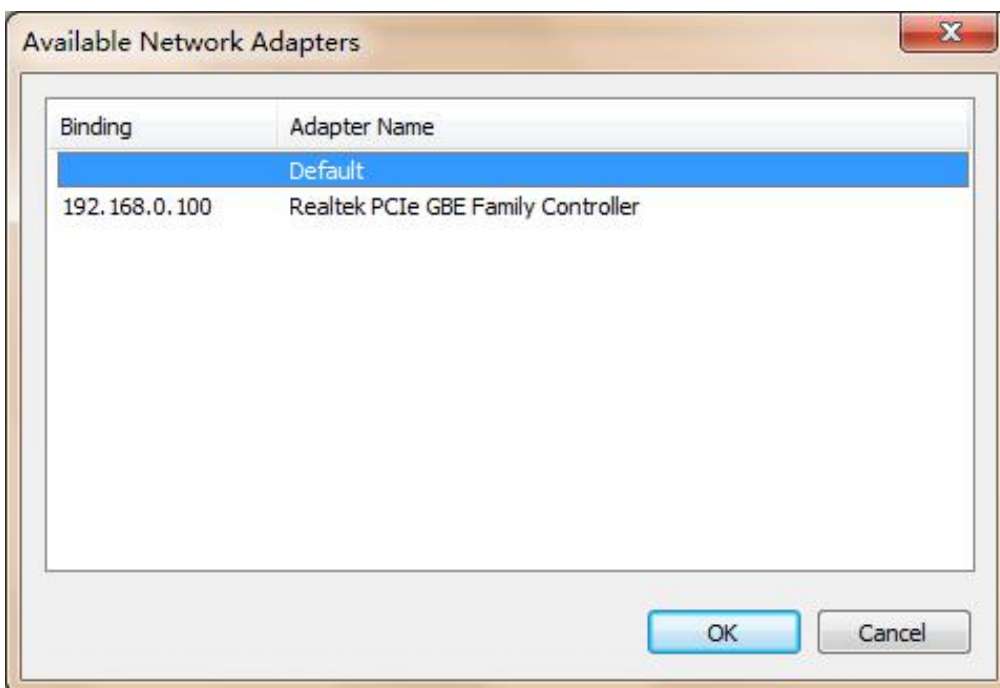 Available Network Adapters
Binding Adapter Name
Default
192.168.0.100 Realtek PCIe GBE Family Controller
OK Cancel